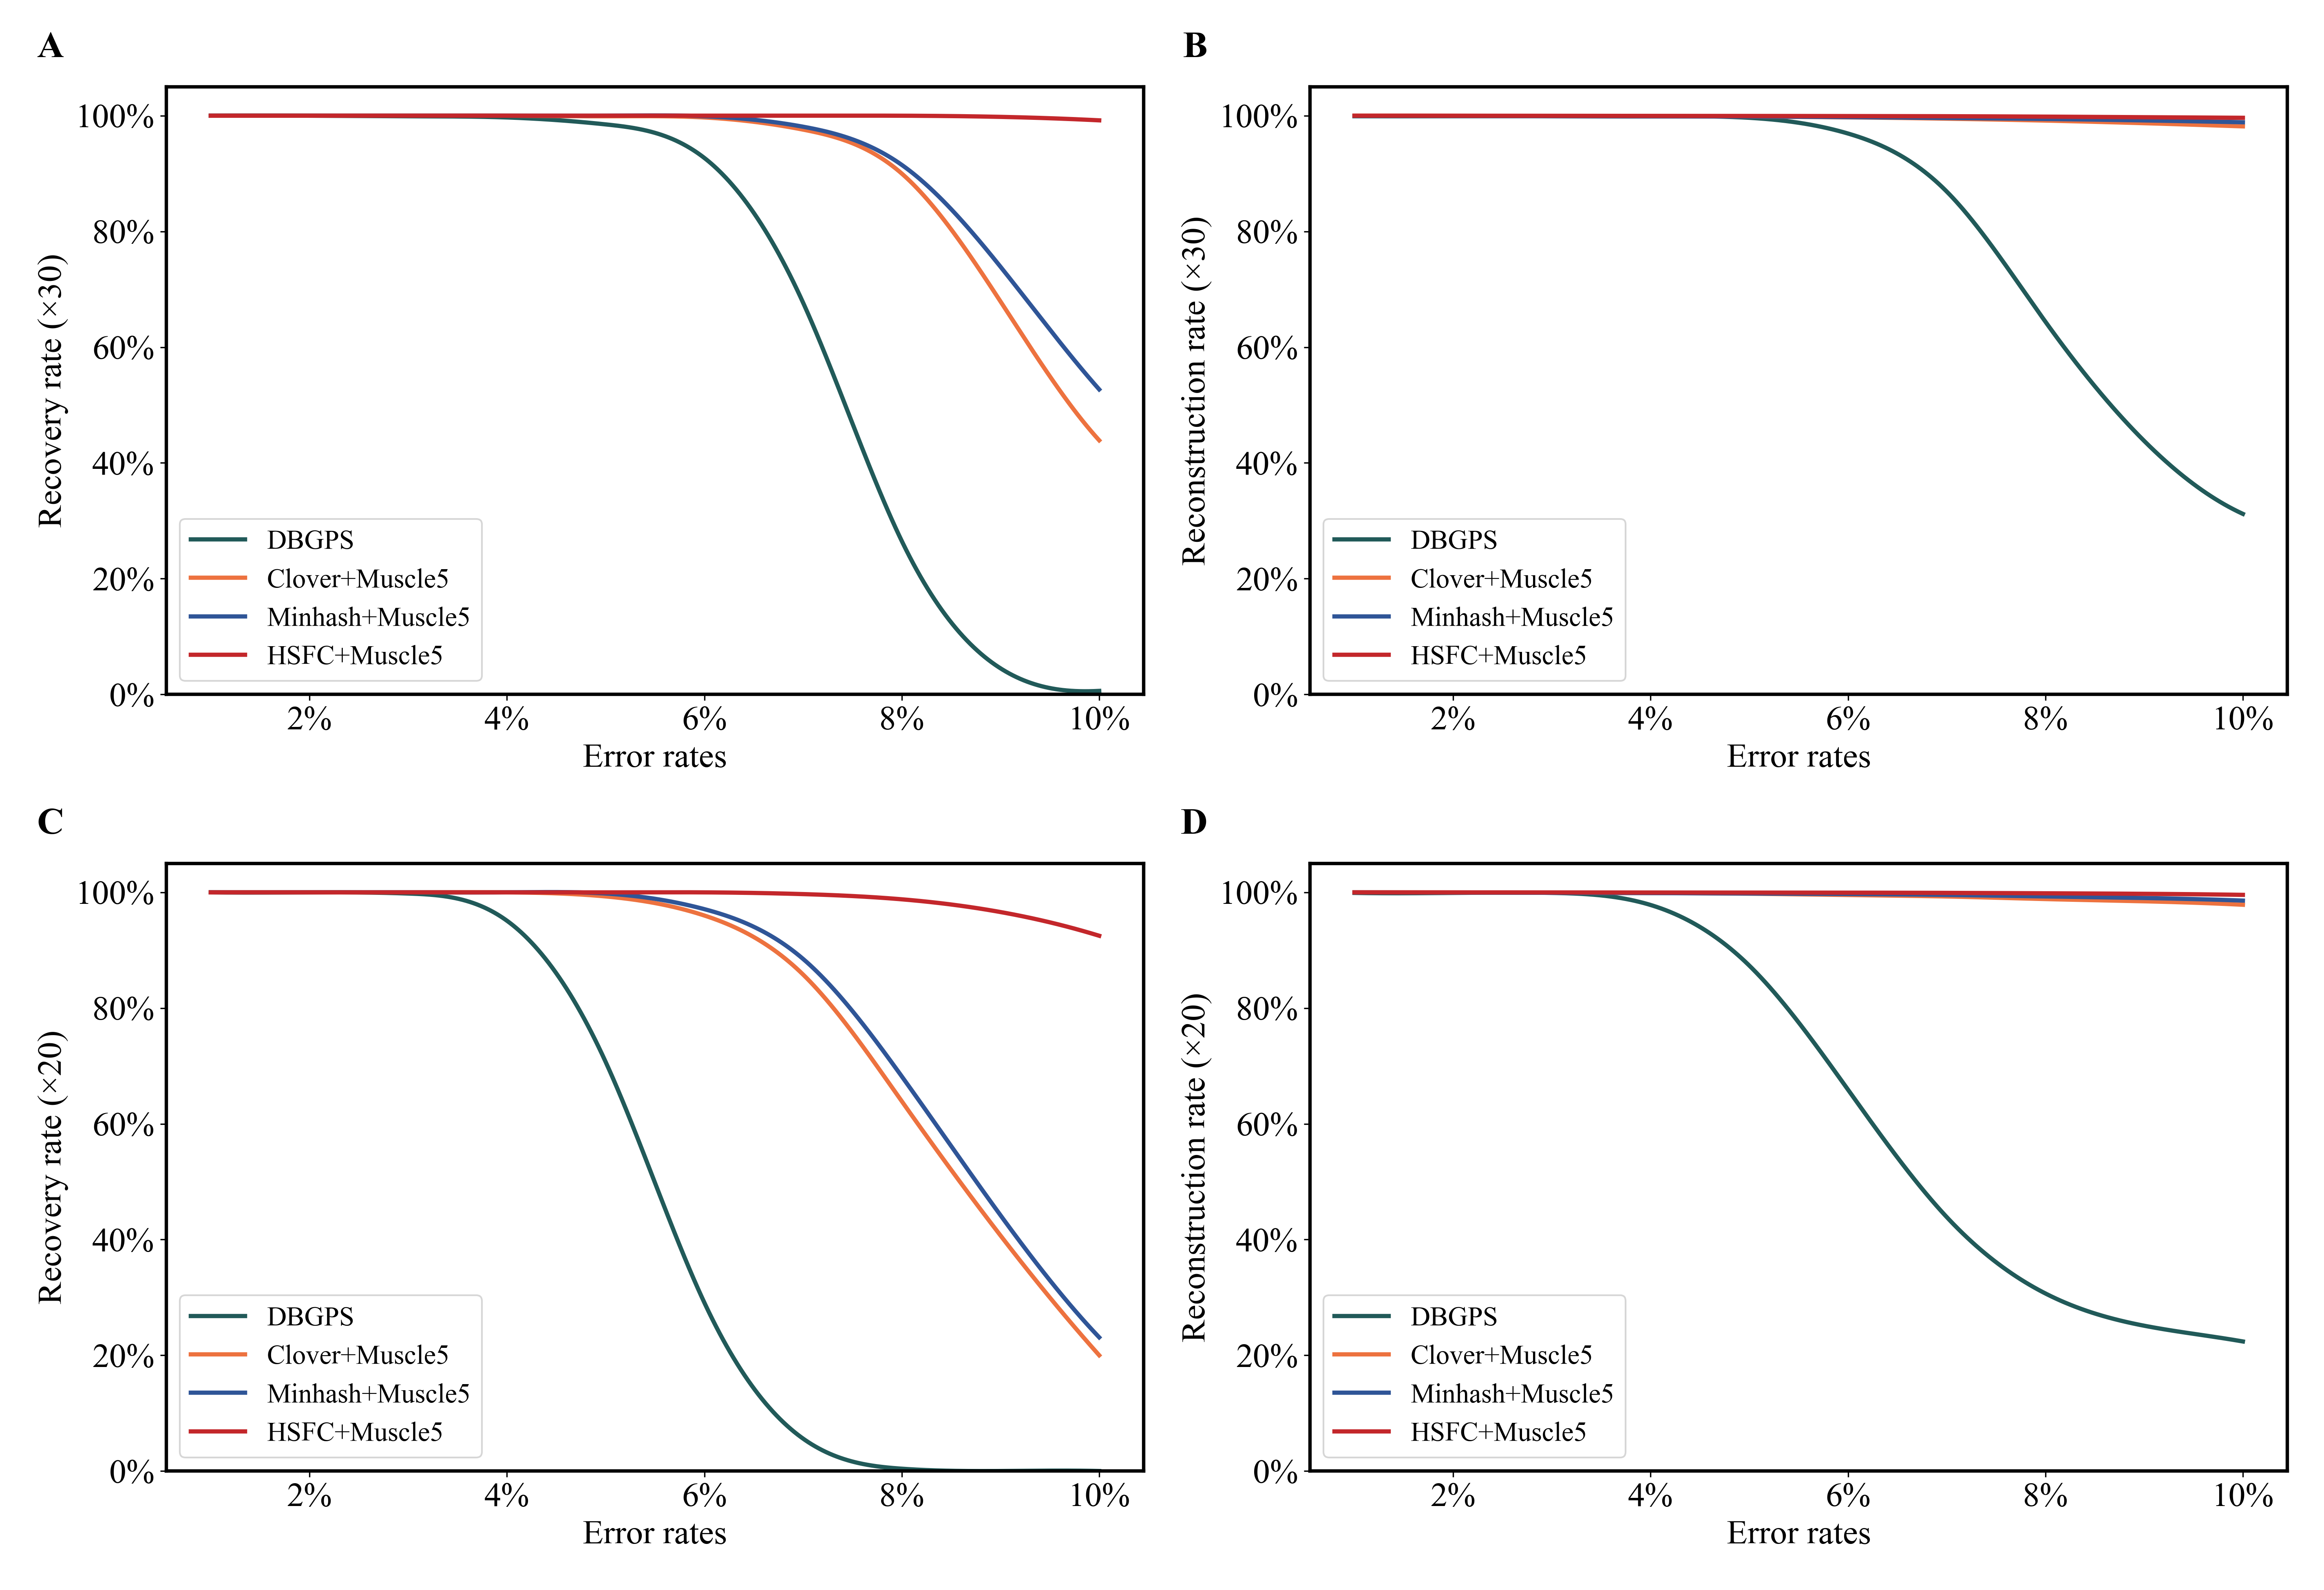 A
Recovery rate (×30)
100%
80%
60%
40%
20%
0%
DBGPS
Clover+Muscle5
Minhash+Muscle5
HSFC+Muscle5
2% 4% 6% 8% 10%
Error rates
B
Reconstruction rate (×30)
100%
80%
60%
40%
20%
0%
DBGPS
Clover+Muscle5
Minhash+Muscle5
HSFC+Muscle5
2% 4% 6% 8% 10%
Error rates
C
Recovery rate (×20)
100%
80%
60%
40%
20%
0%
DBGPS
Clover+Muscle5
Minhash+Muscle5
HSFC+Muscle5
2% 4% 6% 8% 10%
Error rates
D
Reconstruction rate (×20)
100%
80%
60%
40%
20%
0%
DBGPS
Clover+Muscle5
Minhash+Muscle5
HSFC+Muscle5
2% 4% 6% 8% 10%
Error rates